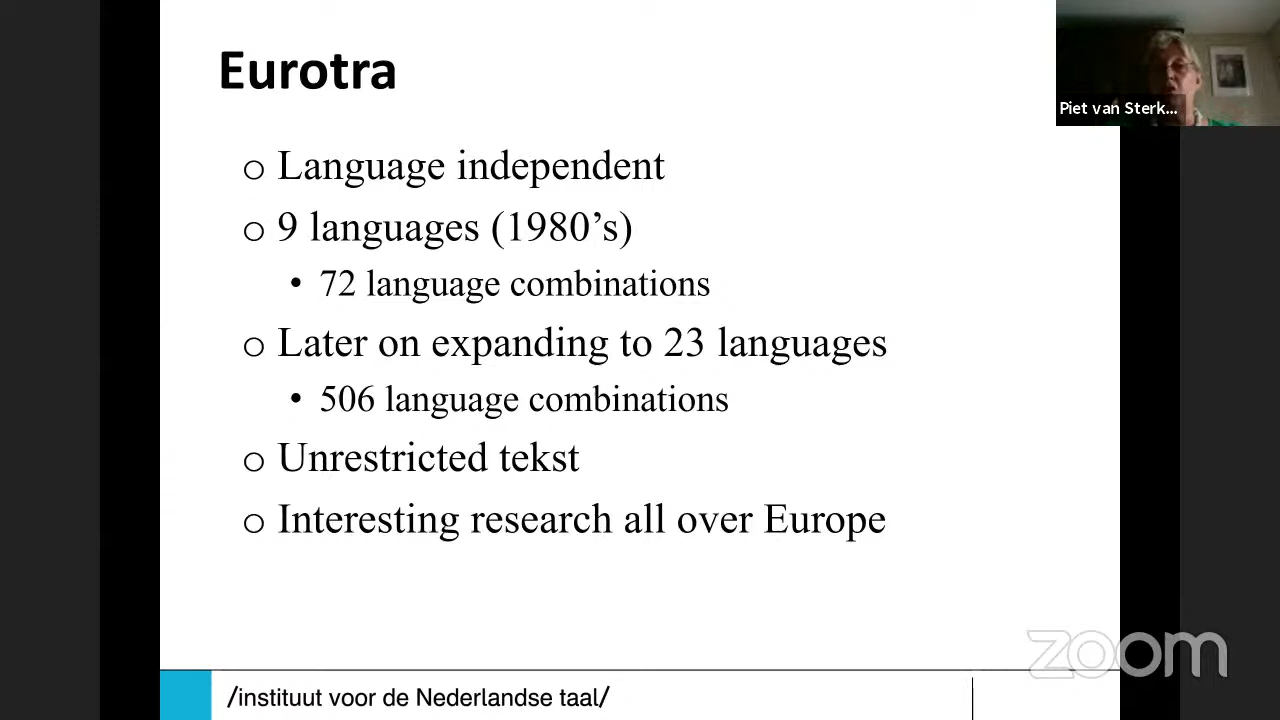 Eurotra
Piet van Sterk...
o Language independent
o 9 languages (1980’s)
• 72 language combinations
o Later on expanding to 23 languages
• 506 language combinations
o Unrestricted tekst
o Interesting research all over Europe
zoom
/instituut voor de Nederlandse taal/